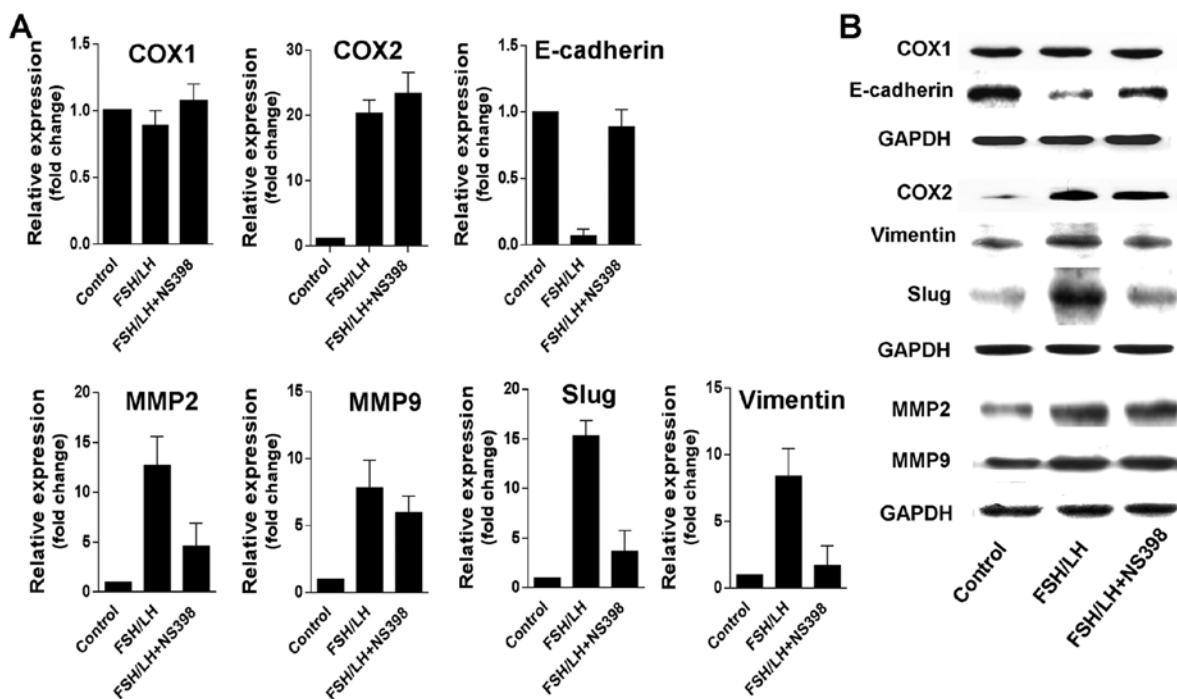 A
COX1
Relative expression
(fold change)
1.5
1.0
0.5
0.0
Control
FSH/LH
FSH/LH+NS398
COX2
Relative expression
(fold change)
30
20
10
0
Control
FSH/LH
FSH/LH+NS398
E-cadherin
Relative expression
(fold change)
1.5
1.0
0.5
0.0
Control
FSH/LH
FSH/LH+NS398
MMP2
Relative expression
(fold change)
20
15
10
5
0
Control
FSH/LH
FSH/LH+NS398
MMP9
Relative expression
(fold change)
15
10
5
0
Control
FSH/LH
FSH/LH+NS398
Slug
Relative expression
(fold change)
20
15
10
5
0
Control
FSH/LH
FSH/LH+NS398
Vimentin
Relative expression
(fold change)
15
10
5
0
Control
FSH/LH
FSH/LH+NS398
B
COX1
E-cadherin
GAPDH
COX2
Vimentin
Slug
GAPDH
MMP2
MMP9
GAPDH
Control
FSH/LH
FSH/LH+NS398